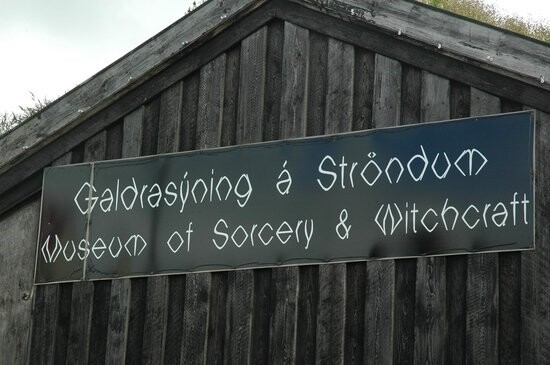 Galdrasýning á Ströndum
Museum of Sorcery & Witchcraft